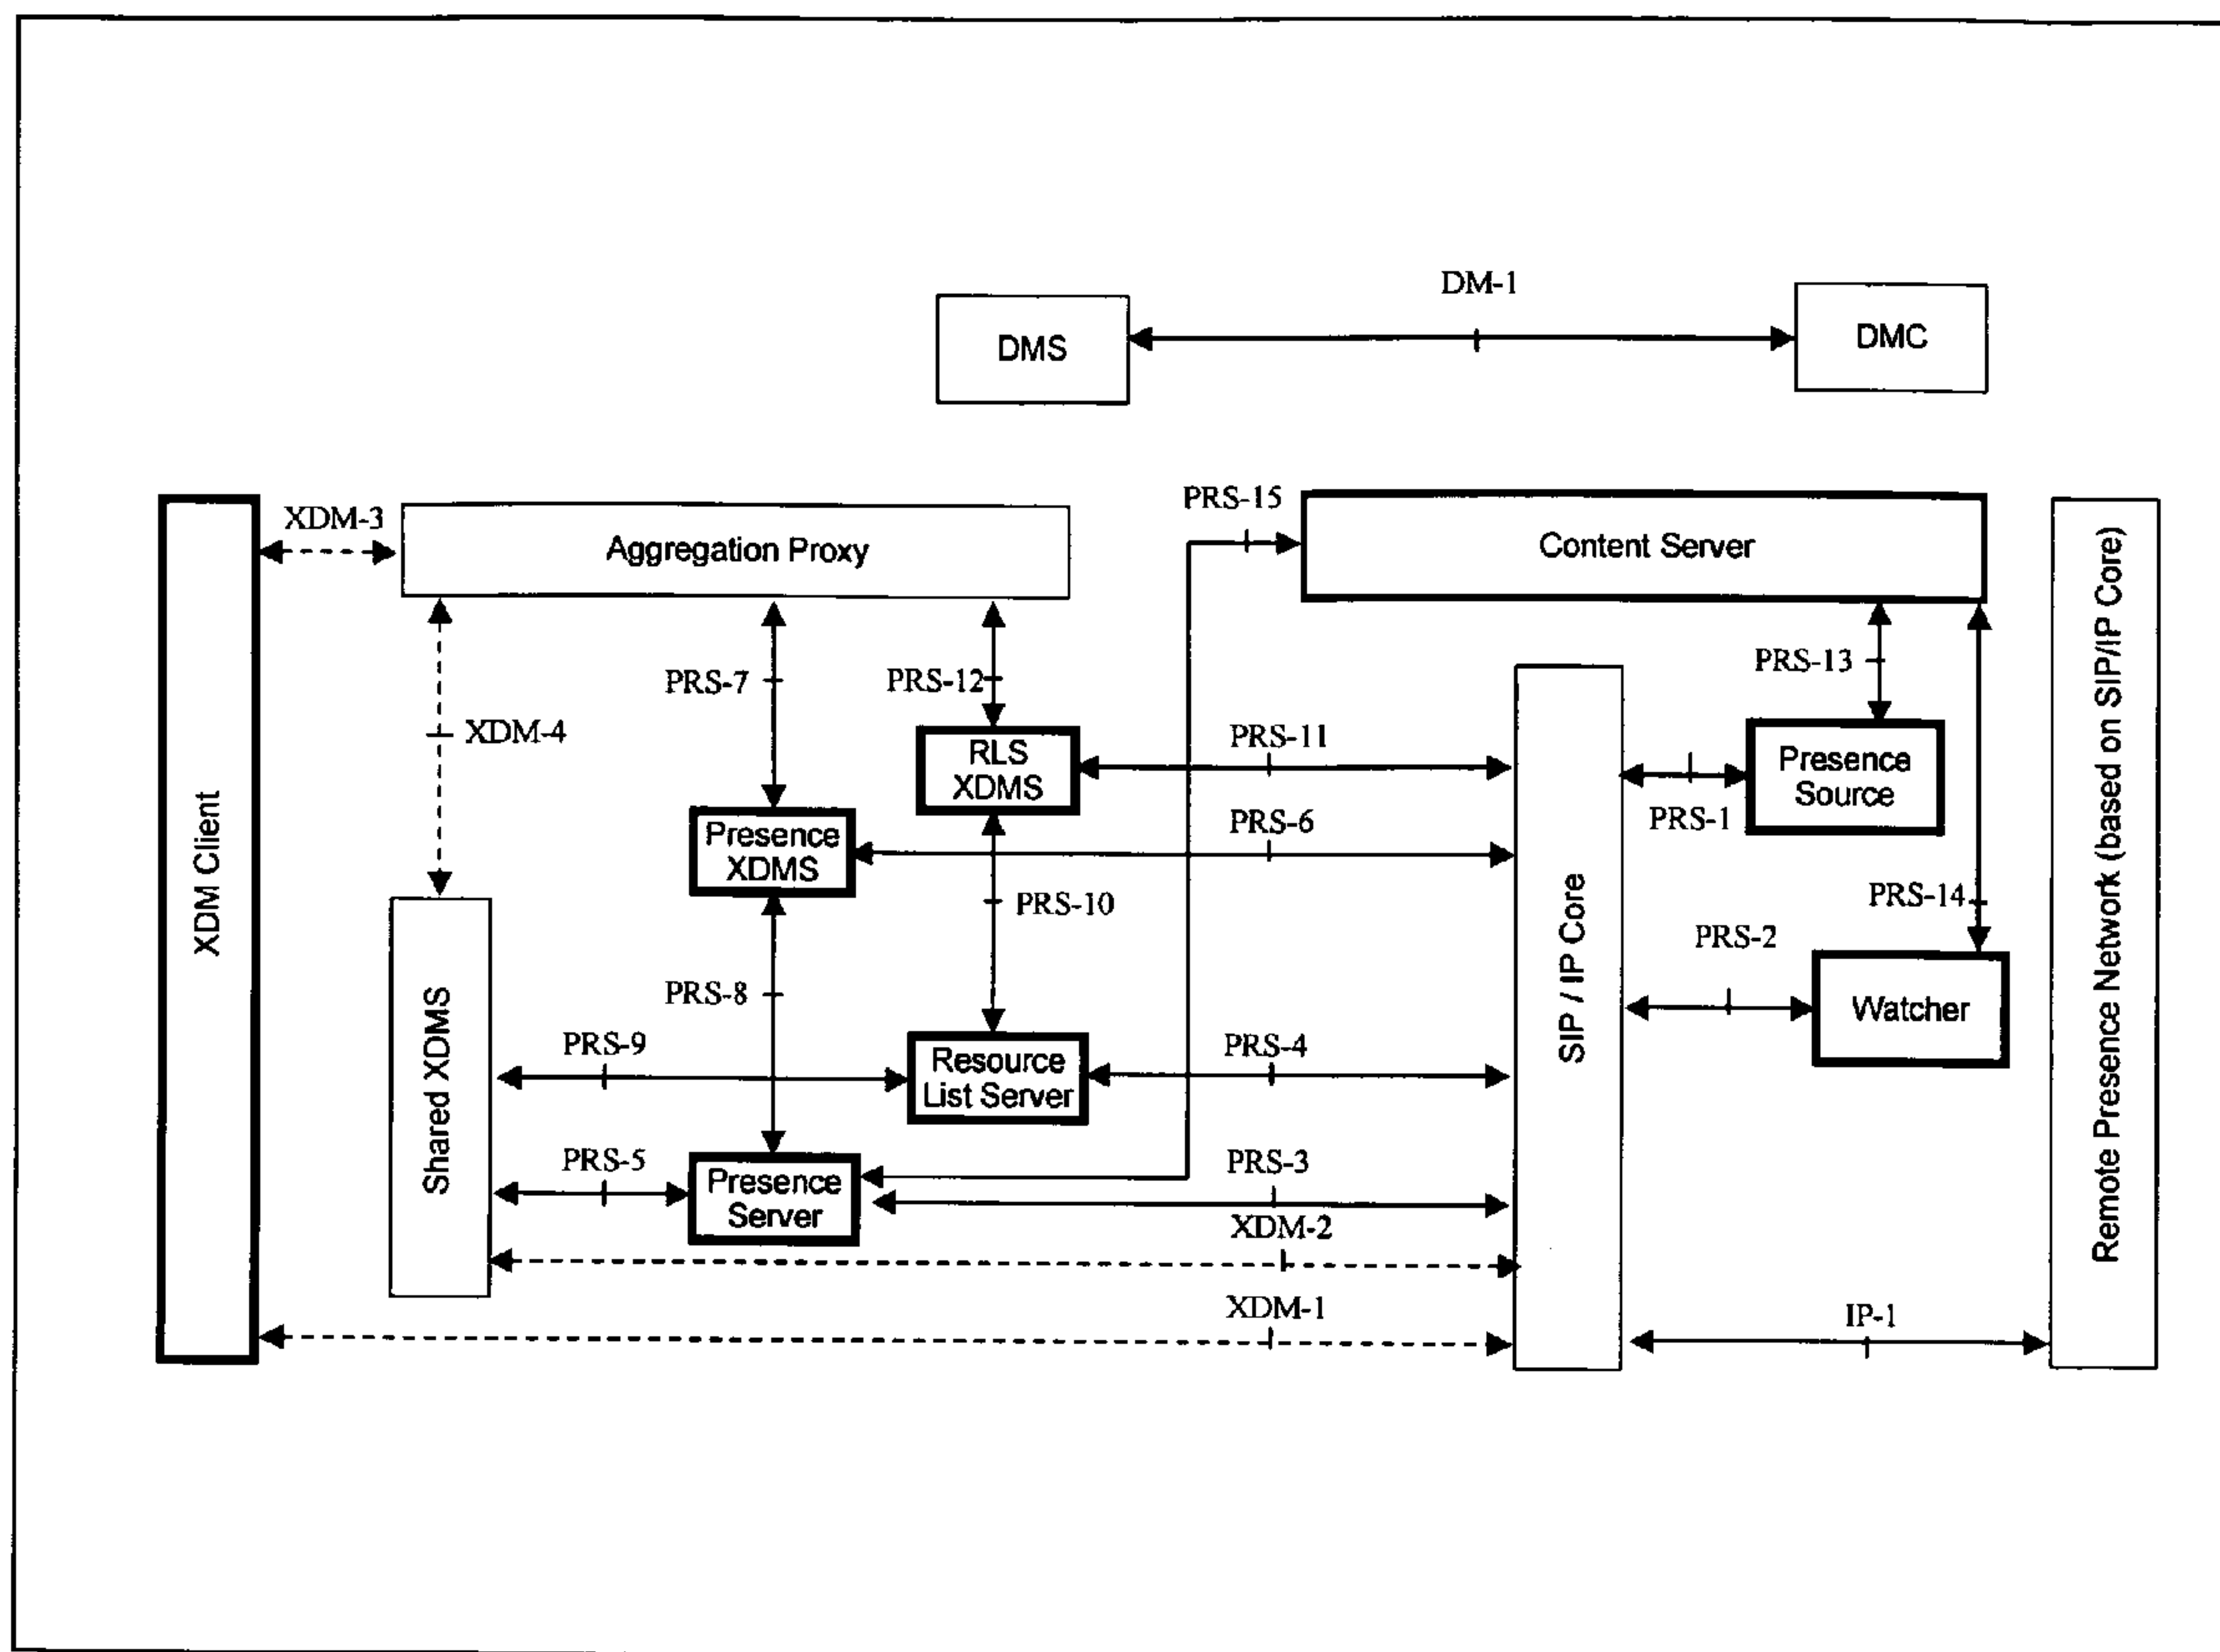 DM-1
DMS
DMC
PRS-15
XDM-3
Aggregation Proxy
Content Server
PRS-7
PRS-12
PRS-13
XDM-4
RLS
XDMS
PRS-11
Presence
Source
PRS-1
Presence
XDMS
PRS-6
XDM Client
PRS-10
PRS-14
PRS-2
SIP / IP Core
Remote Presence Network (based on SIP/IP Core)
PRS-8
Watcher
Shared XDMS
PRS-9
Resource
List Server
PRS-4
PRS-5
Presence
Server
PRS-3
XDM-2
XDM-1
IP-1